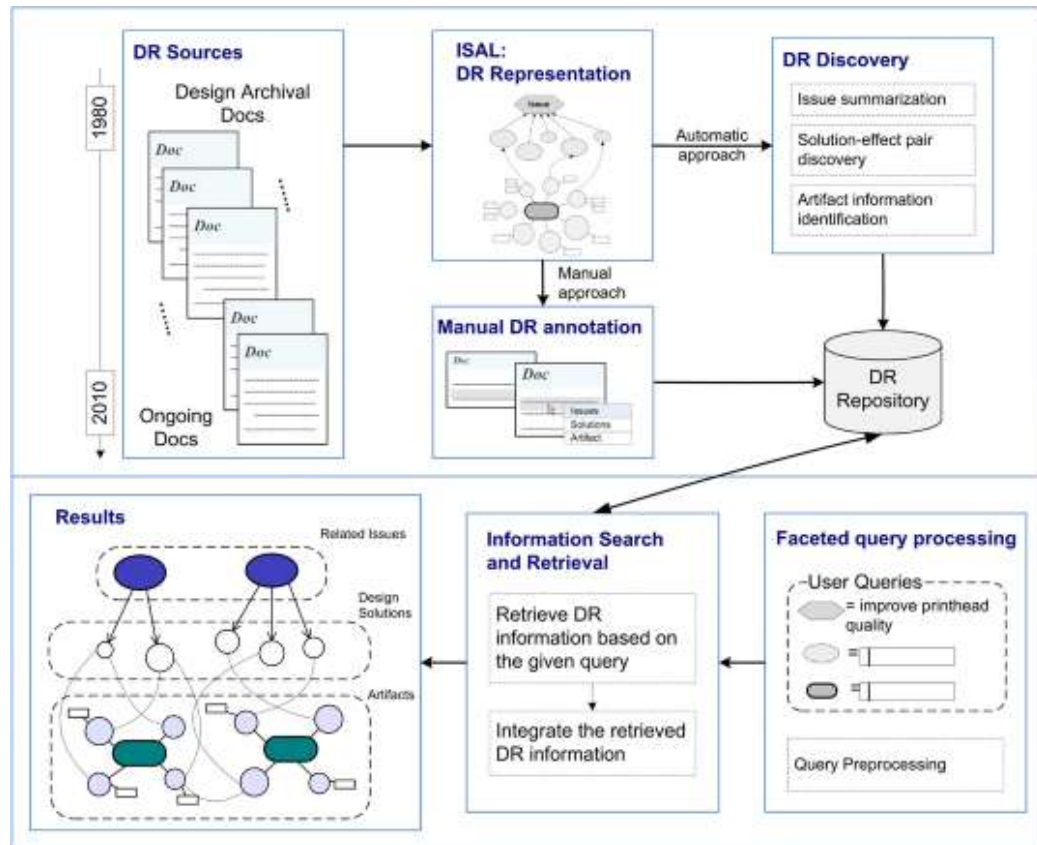 DR Sources
1980
2010
Design Archival
Docs
Doc
Doc
Doc
Doc
Doc
Ongoing
Docs
ISAL:
DR Representation
Issue
Automatic
approach
Manual
approach
DR Discovery
Issue summarization
Solution-effect pair
discovery
Artifact information
identification
Manual DR annotation
Doc
Doc
Issues
Solutions
Artifact
DR
Repository
Results
Related Issues
Design
Solutions
Artifacts
Information Search
and Retrieval
Retrieve DR
information based on
the given query
Integrate the retrieved
DR information
Faceted query processing
User Queries
= improve printhead
quality
=
=
Query Preprocessing